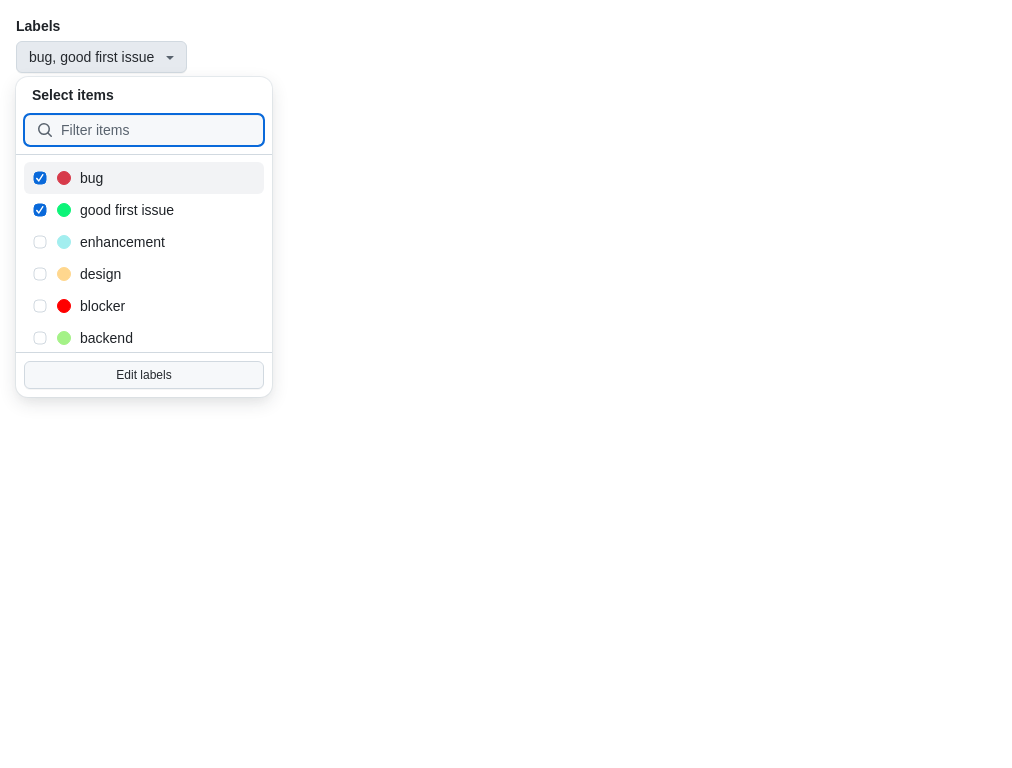 Labels
bug, good first issue
Select items
Filter items
bug
good first issue
enhancement
design
blocker
backend
Edit labels